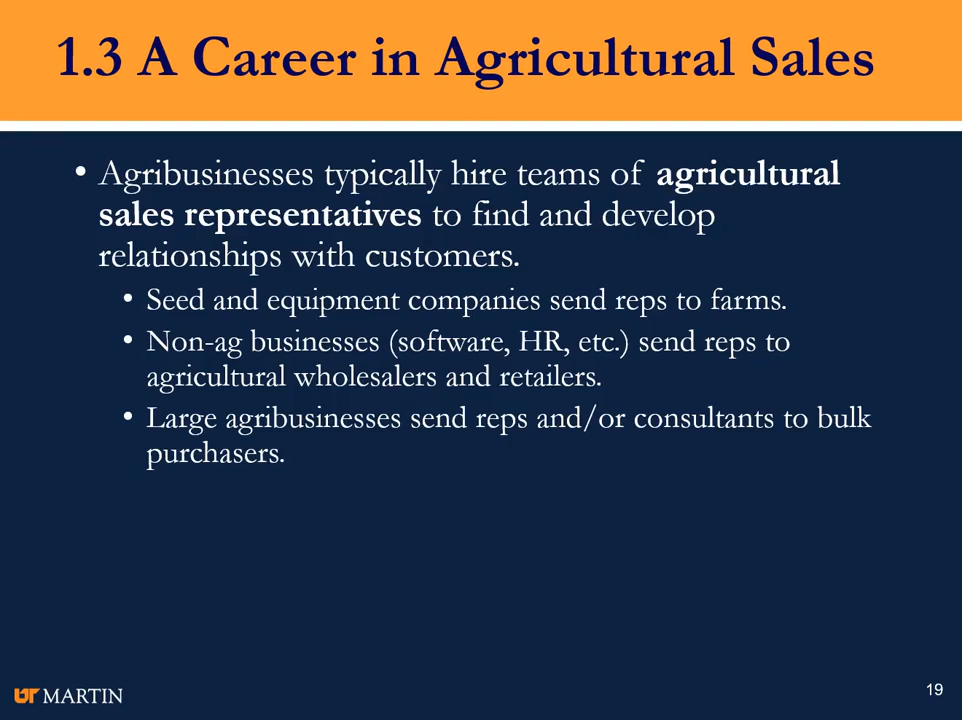 1.3 A Career in Agricultural Sales
• Agribusinesses typically hire teams of agricultural
sales representatives to find and develop
relationships with customers.
• Seed and equipment companies send reps to farms.
• Non-ag businesses (software, HR, etc.) send reps to
agricultural wholesalers and retailers.
• Large agribusinesses send reps and/or consultants to bulk
purchasers.
UT MARTIN
19